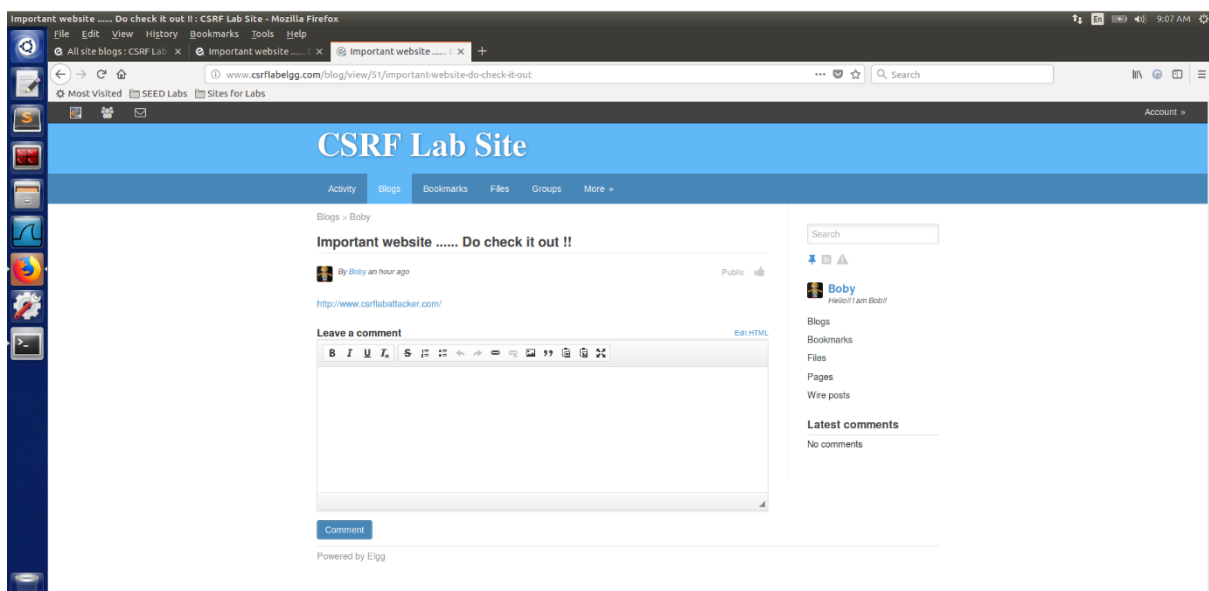 Important website ...... Do check it out !! : CSRF Lab Site - Mozilla Firefox
En
9:07 AM
File Edit View History Bookmarks Tools Help
All site blogs : CSRF Lab
Important website ......
Important website ......
www.csrflabelgg.com/blog/view/51/important-website-do-check-it-out
Search
Most Visited
SEED Labs
Sites for Labs
Account »
CSRF Lab Site
Activity
Blogs
Bookmarks
Files
Groups
More »
Blogs > Boby
Important website ...... Do check it out !!
By Boby an hour ago
Public
http://www.csrflabattacker.com/
Leave a comment
Edit HTML
B I U Tx S
Comment
Powered by Elgg
Search
Boby
Hello!! I am Bob!!
Blogs
Bookmarks
Files
Pages
Wire posts
Latest comments
No comments